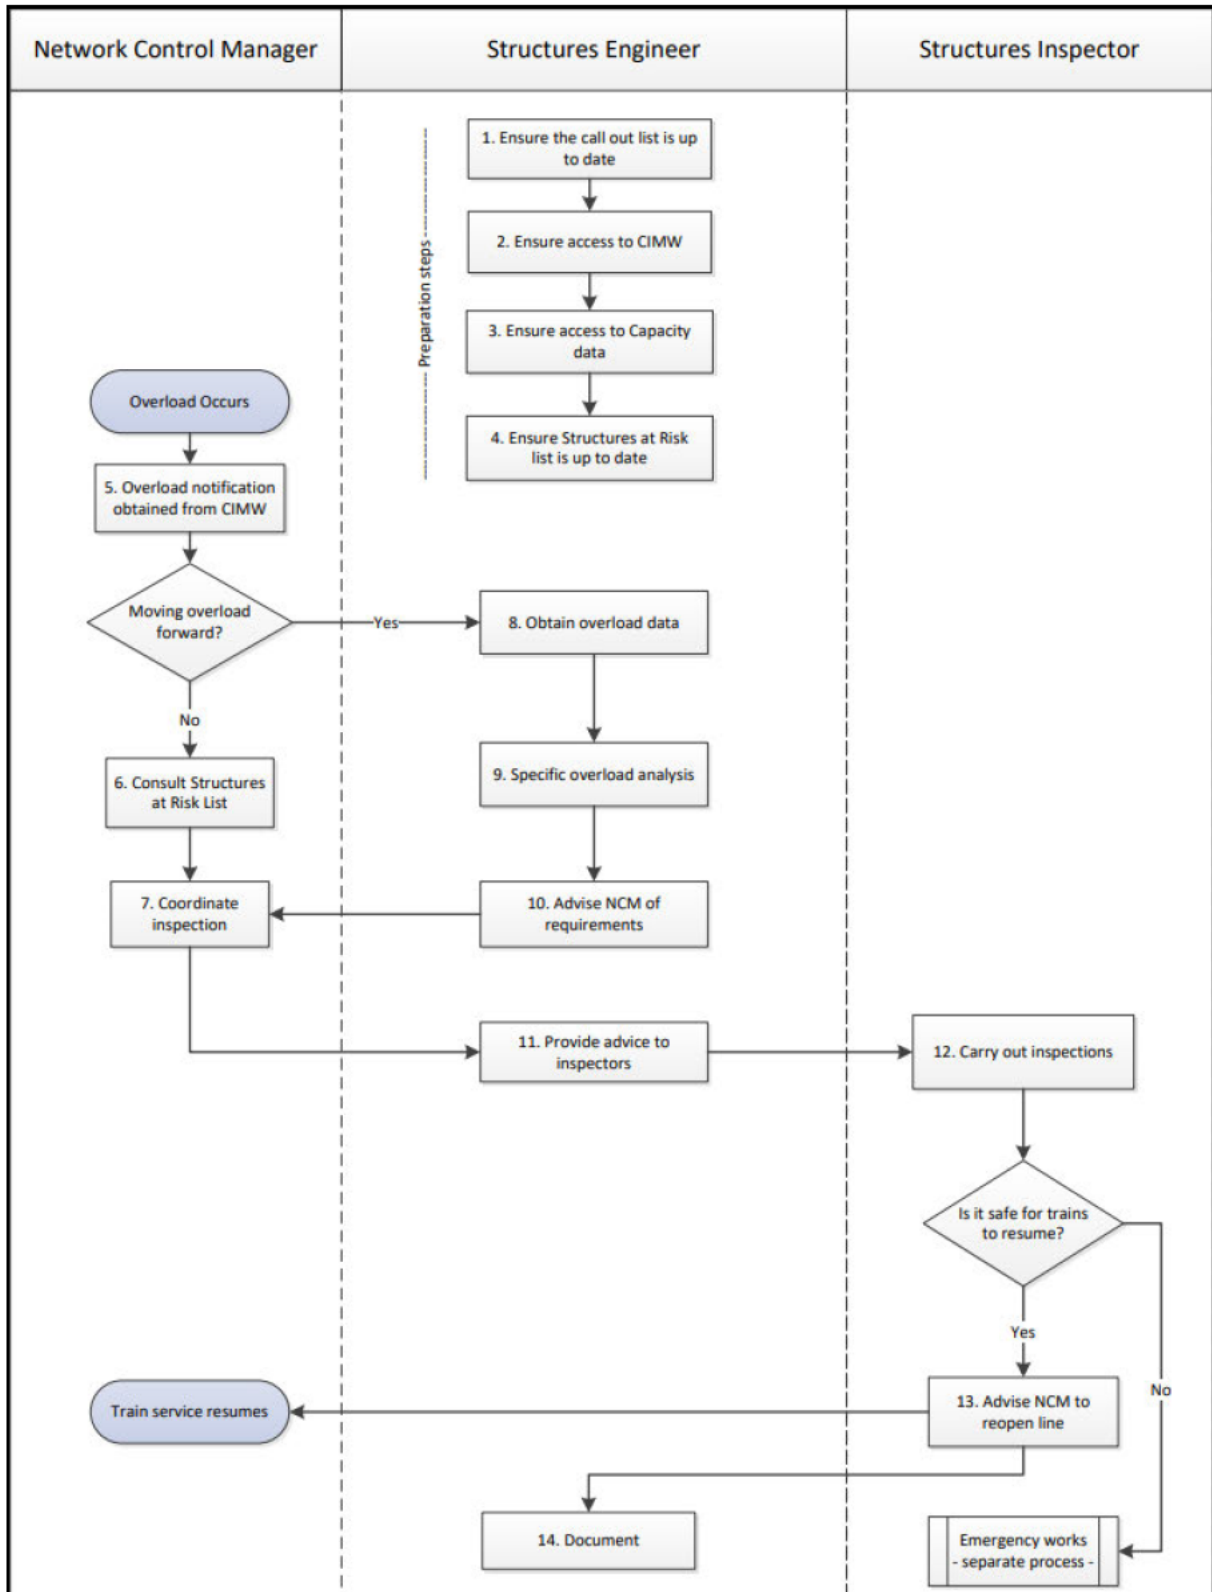 Network Control Manager
Structures Engineer
Structures Inspector
1. Ensure the call out list is up
to date
2. Ensure access to CIMW
3. Ensure access to Capacity
data
4. Ensure Structures at Risk
list is up to date
Preparation steps
Overload Occurs
5. Overload notification
obtained from CIMW
Moving overload
forward?
Yes
8. Obtain overload data
No
6. Consult Structures
at Risk List
9. Specific overload analysis
7. Coordinate
inspection
10. Advise NCM of
requirements
11. Provide advice to
inspectors
12. Carry out inspections
Is it safe for trains
to resume?
Yes
No
13. Advise NCM to
reopen line
Train service resumes
14. Document
Emergency works
- separate process -